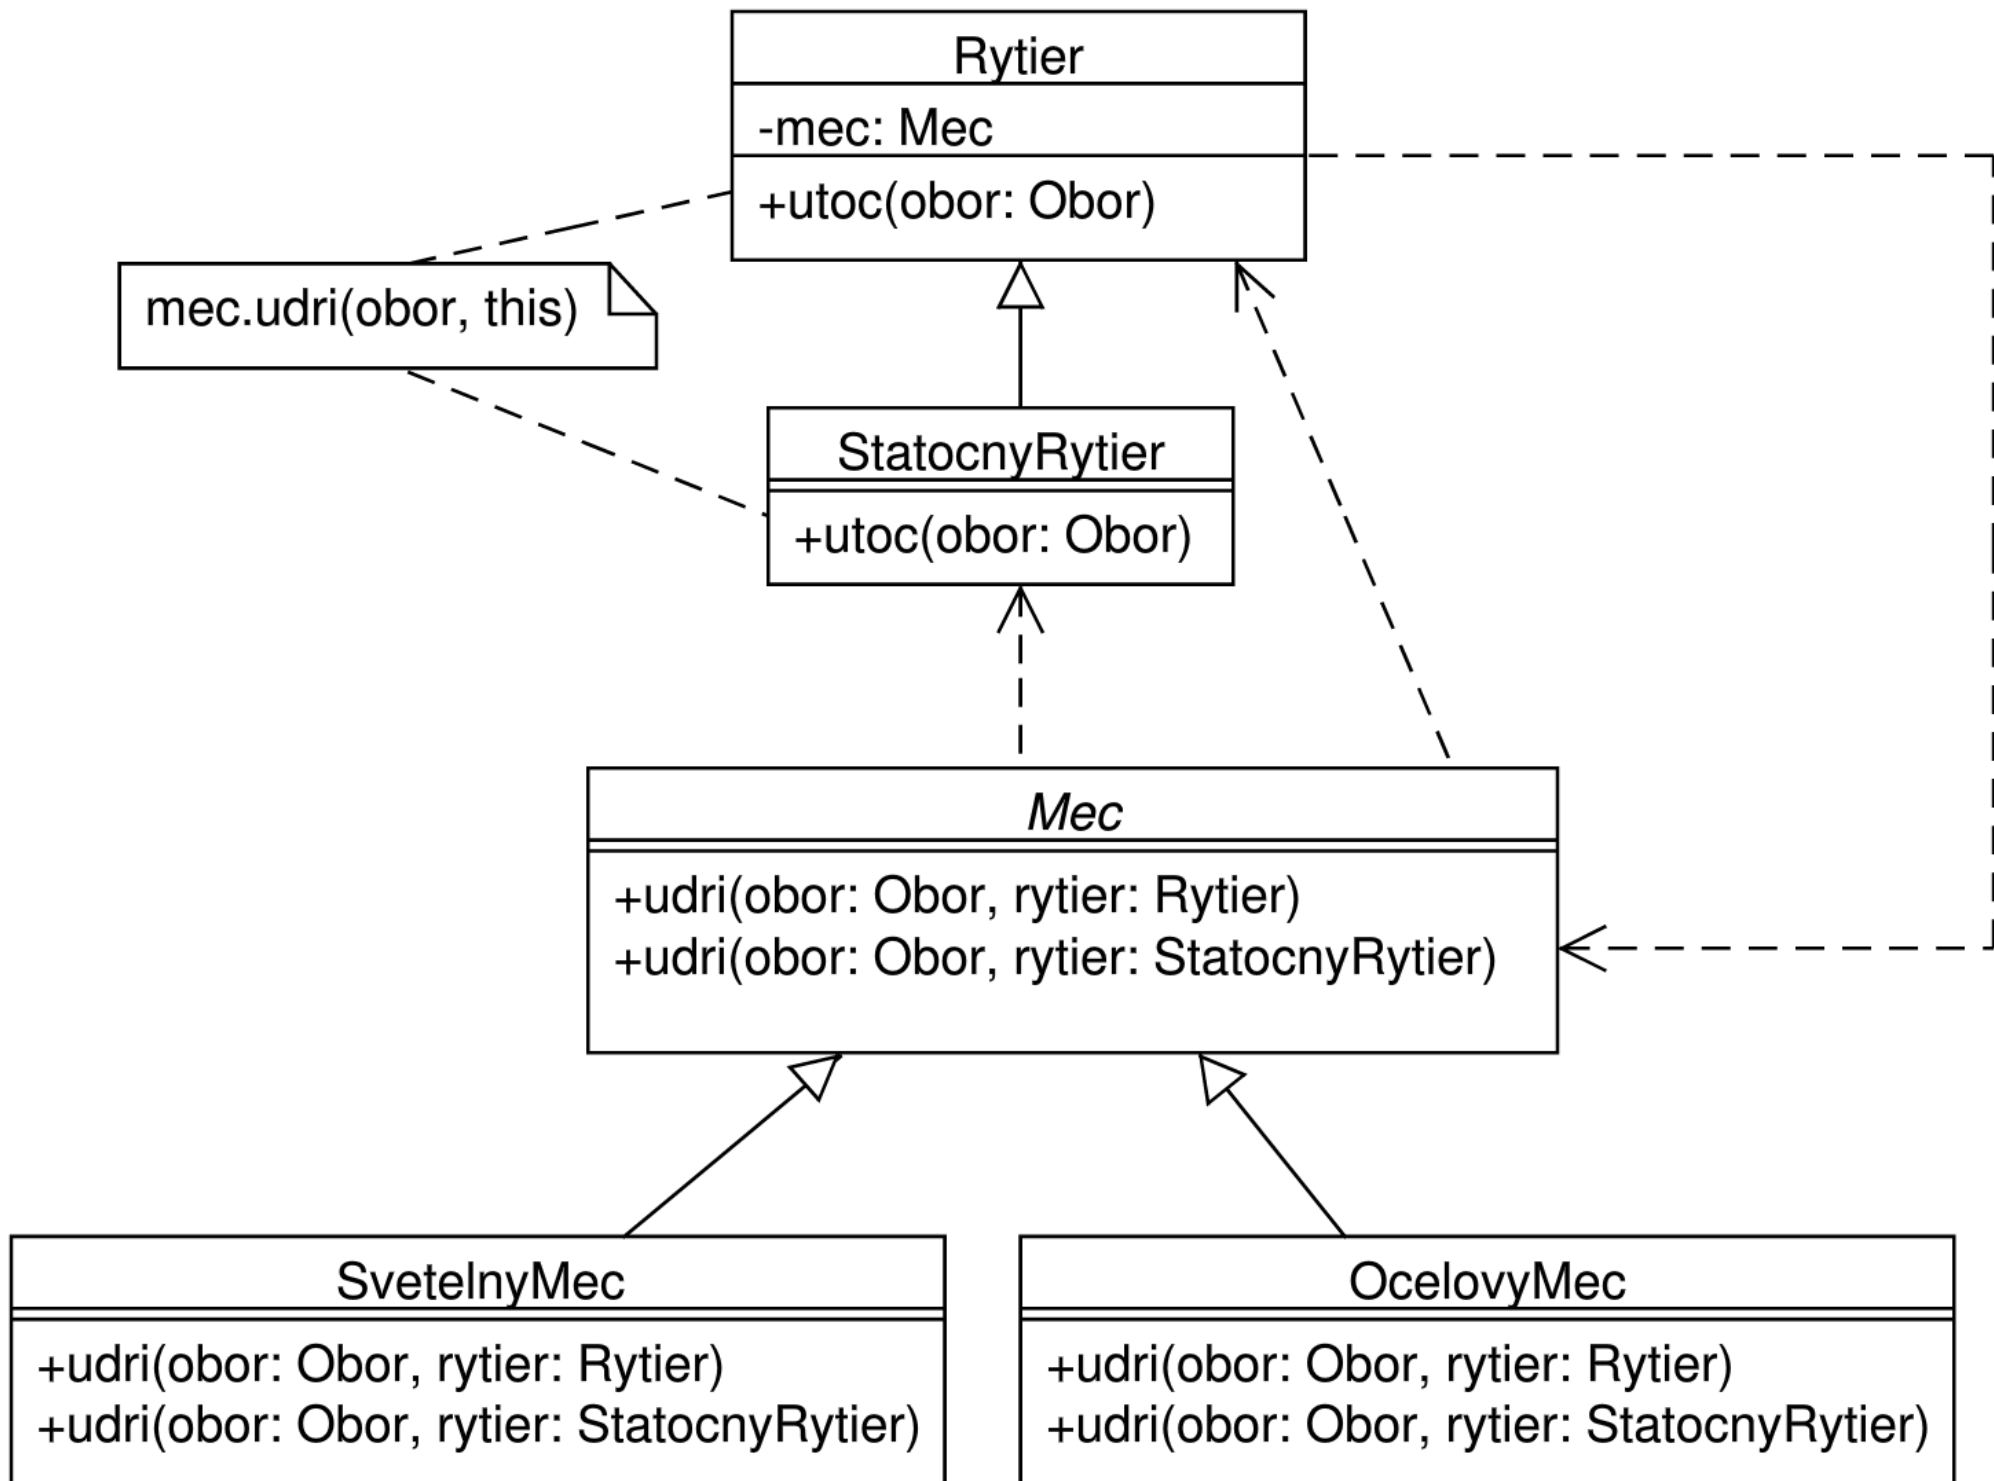 Rytier
-mec: Mec
+utoc(obor: Obor)
mec.udri(obor, this)
StatocnyRytier
+utoc(obor: Obor)
Mec
+udri(obor: Obor, rytier: Rytier)
+udri(obor: Obor, rytier: StatocnyRytier)
SvetelnyMec
+udri(obor: Obor, rytier: Rytier)
+udri(obor: Obor, rytier: StatocnyRytier)
OcelovyMec
+udri(obor: Obor, rytier: Rytier)
+udri(obor: Obor, rytier: StatocnyRytier)